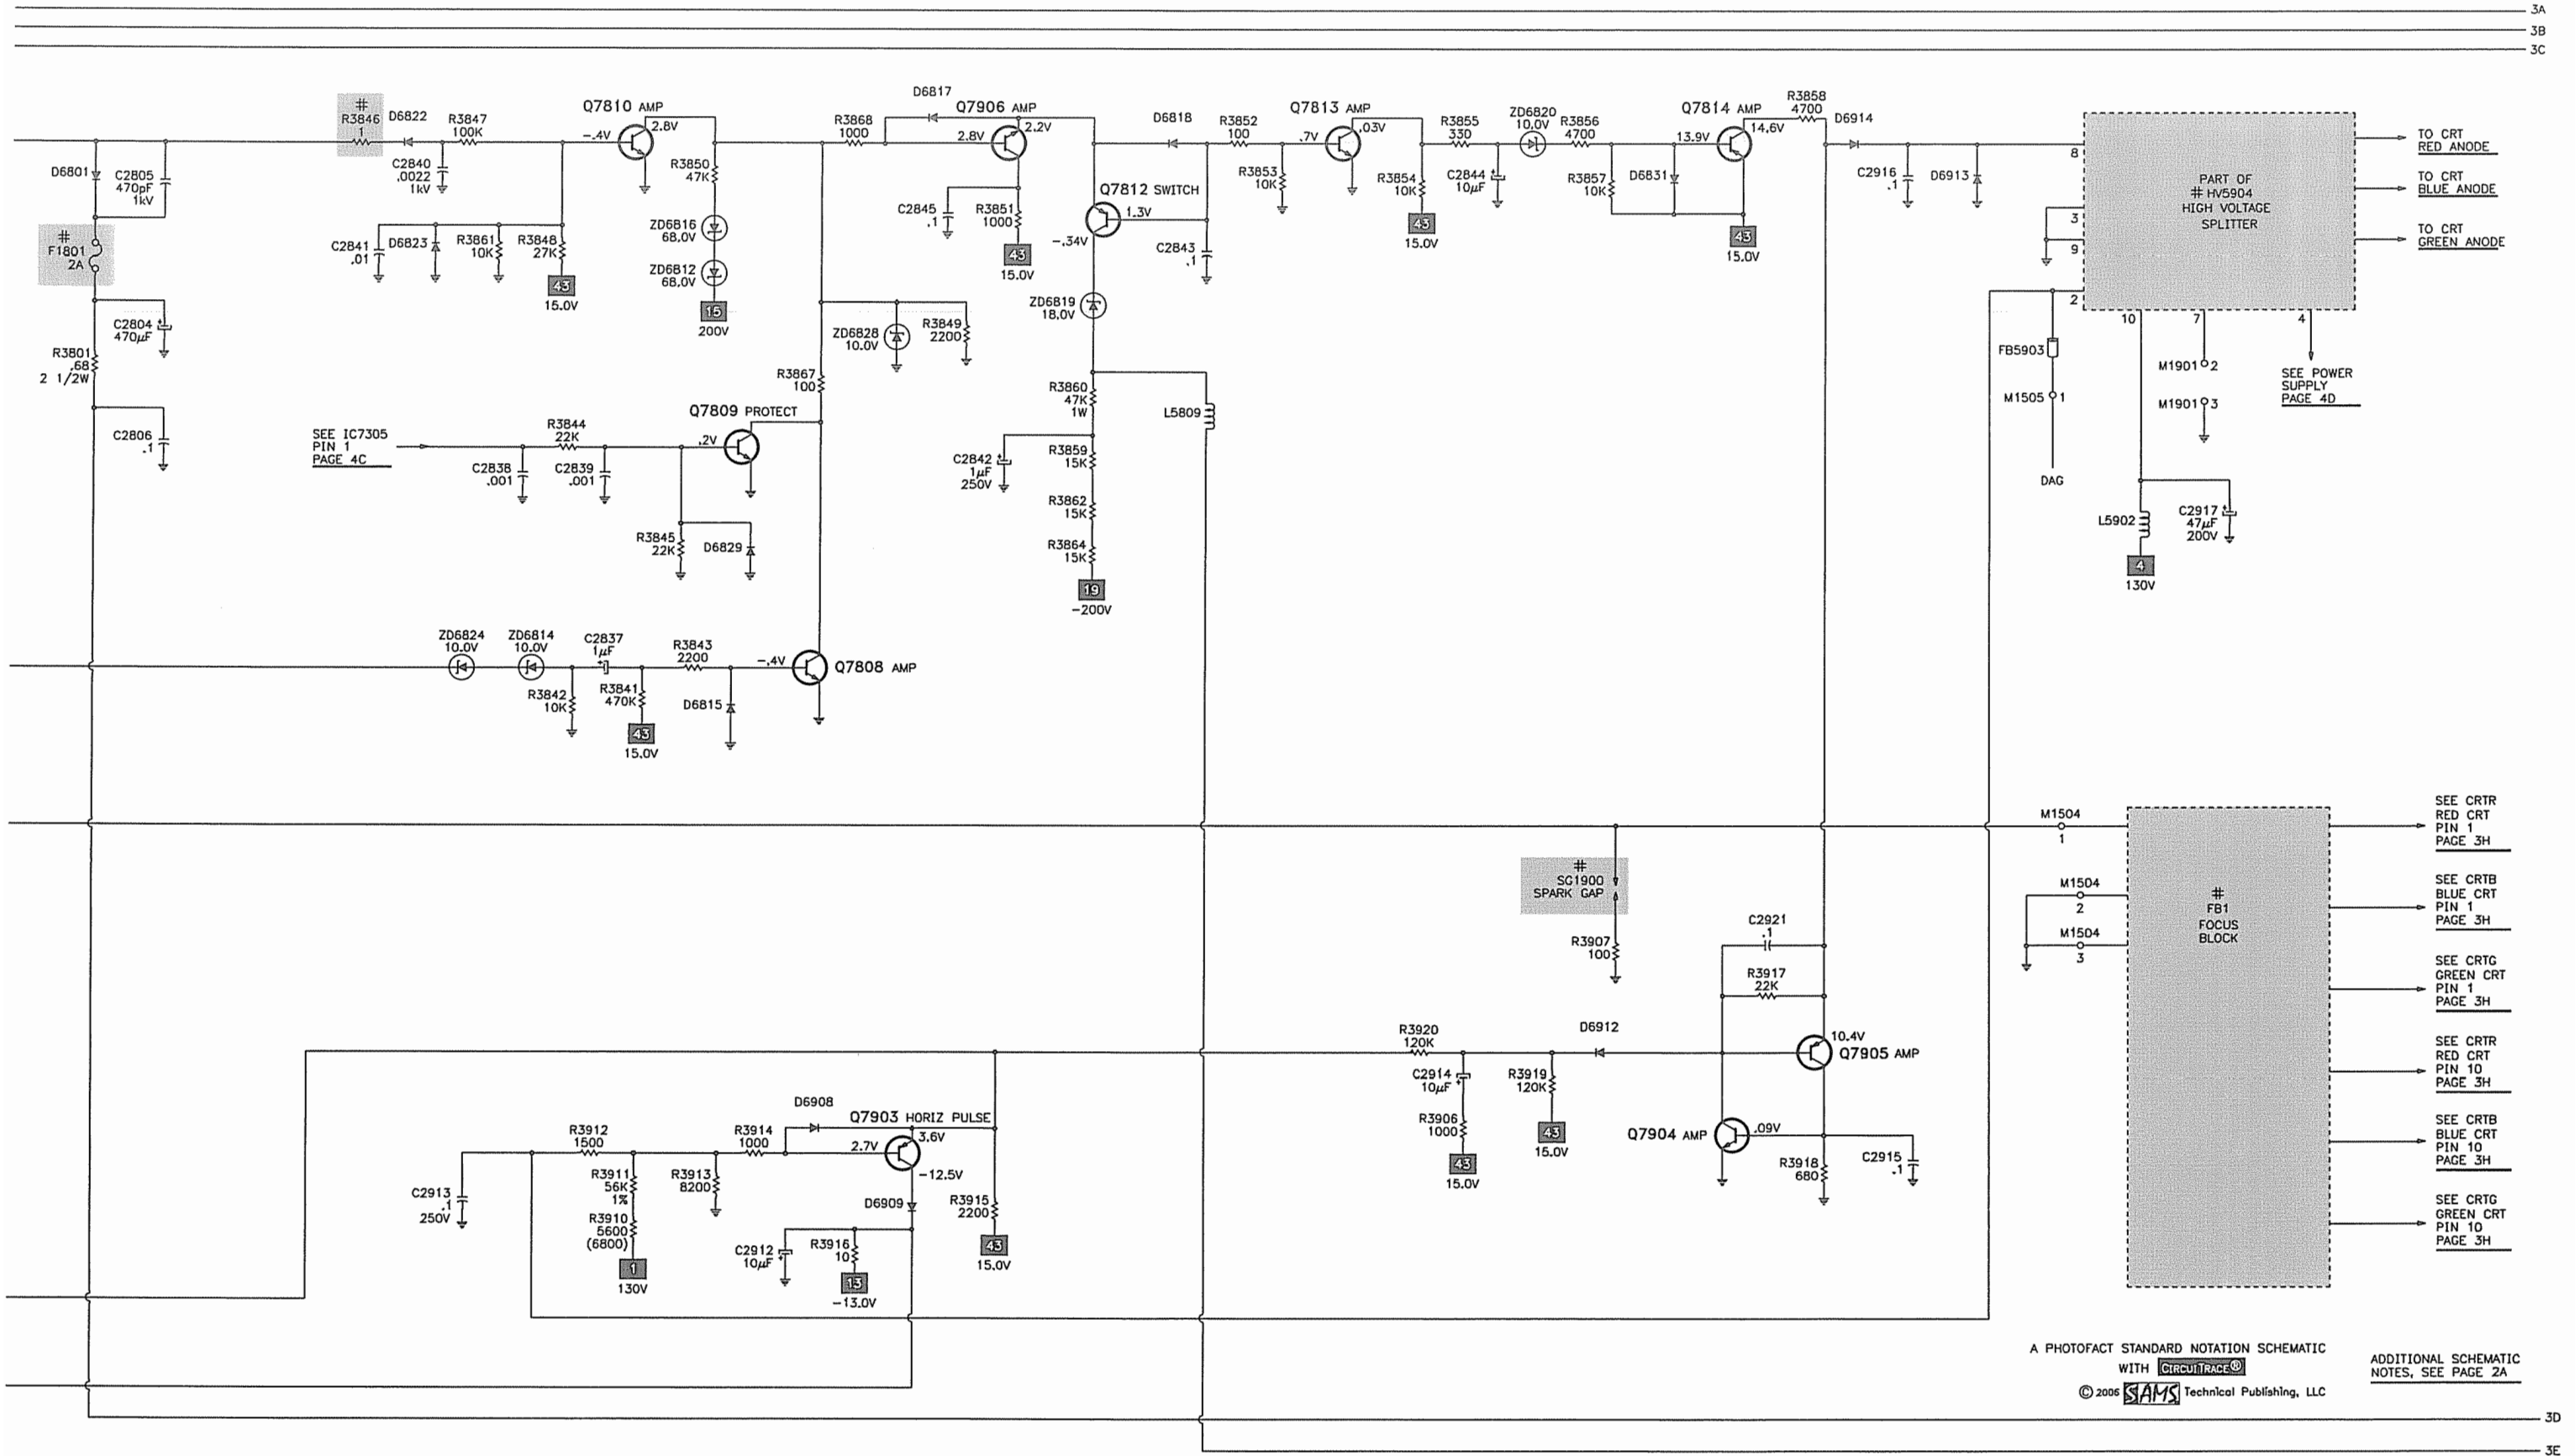 3A
3B
3C
#
R3846
1
D6822
R3847
100K
Q7810 AMP
-.4V
2.8V
R3868
1000
D6817
Q7906 AMP
2.8V
2.2V
D6818
R3852
100
Q7813 AMP
.7V
.03V
R3855
330
ZD6820
10.0V
R3856
4700
Q7814 AMP
13.9V
14.6V
R3858
4700
D6914
D6801
C2805
470pF
1kV
C2840
.0022
1kV
R3850
47K
C2841
.01
D6823
R3861
10K
R3848
27K
43
15.0V
ZD6816
68.0V
ZD6812
68.0V
15
200V
C2845
.1
R3851
1000
43
15.0V
Q7812 SWITCH
1.3V
-.34V
C2843
.1
R3853
10K
R3854
10K
43
15.0V
C2844
10µF
R3857
10K
D6831
43
15.0V
C2916
.1
D6913
8
3
9
2
10
7
4
PART OF
# HV5904
HIGH VOLTAGE
SPLITTER
TO CRT
RED ANODE
TO CRT
BLUE ANODE
TO CRT
GREEN ANODE
#
F1801
2A
C2804
470µF
R3801
.68
2 1/2W
C2806
.1
ZD6828
10.0V
R3849
2200
ZD6819
18.0V
R3867
100
R3860
47K
1W
L5809
FB5903
M1505
1
DAG
M1901
2
M1901
3
SEE POWER
SUPPLY
PAGE 4D
SEE IC7305
PIN 1
PAGE 4C
R3844
22K
C2838
.001
C2839
.001
Q7809 PROTECT
.2V
R3845
22K
D6829
C2842
1µF
250V
R3859
15K
R3862
15K
R3864
15K
19
-200V
L5902
C2917
47µF
200V
4
130V
ZD6824
10.0V
ZD6814
10.0V
C2837
1µF
R3843
2200
-.4V
Q7808 AMP
R3842
10K
R3841
470K
43
15.0V
D6815
M1504
1
M1504
2
M1504
3
#
FB1
FOCUS
BLOCK
SEE CRTR
RED CRT
PIN 1
PAGE 3H
SEE CRTB
BLUE CRT
PIN 1
PAGE 3H
SEE CRTG
GREEN CRT
PIN 1
PAGE 3H
SEE CRTR
RED CRT
PIN 10
PAGE 3H
SEE CRTB
BLUE CRT
PIN 10
PAGE 3H
SEE CRTG
GREEN CRT
PIN 10
PAGE 3H
#
SG1900
SPARK GAP
R3907
100
C2921
.1
R3917
22K
R3920
120K
D6912
10.4V
Q7905 AMP
C2914
10µF
R3906
1000
43
15.0V
R3919
120K
43
15.0V
Q7904 AMP
.09V
R3918
680
C2915
.1
D6908
Q7903 HORIZ PULSE
2.7V
3.6V
-12.5V
R3912
1500
R3914
1000
C2913
.1
250V
R3911
56K
1%
R3910
5600
(6800)
1
130V
R3913
8200
D6909
C2912
10µF
R3916
10
13
-13.0V
R3915
2200
43
15.0V
A PHOTOFACT STANDARD NOTATION SCHEMATIC
WITH CIRCUITRACE®
© 2006 SAMS Technical Publishing, LLC
ADDITIONAL SCHEMATIC
NOTES, SEE PAGE 2A
3D
3E